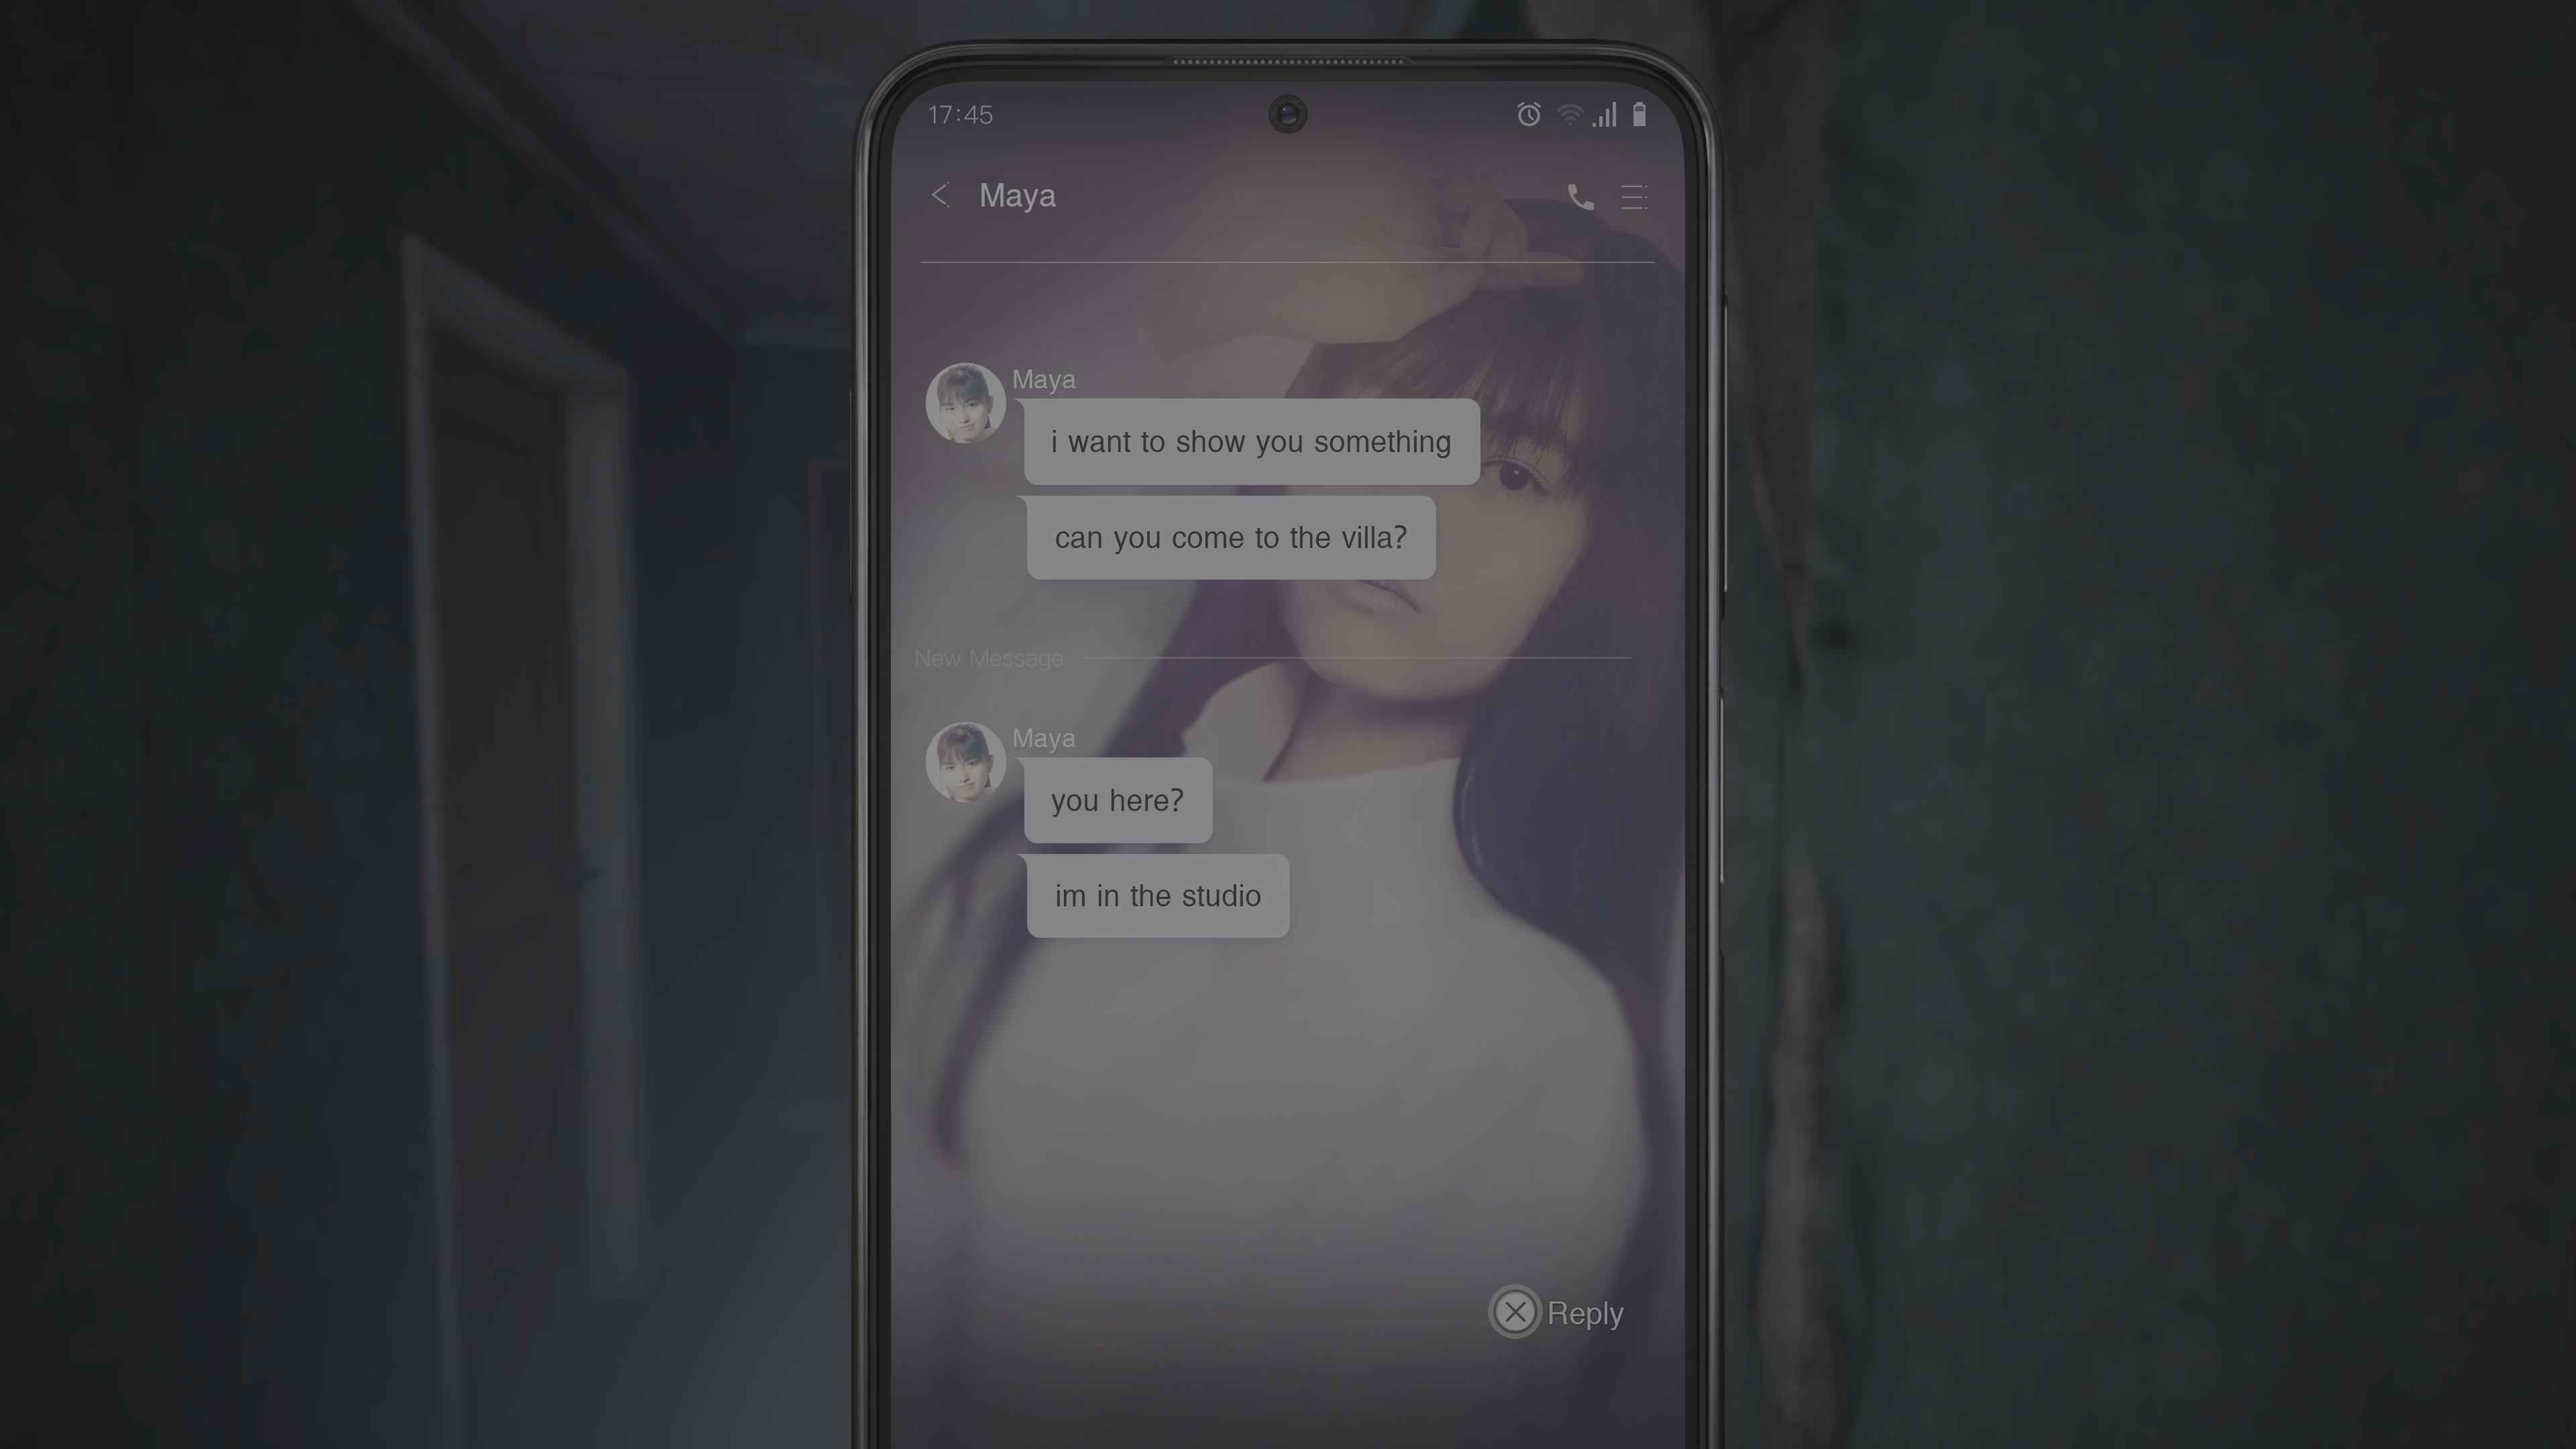 17:45
Maya
Maya
i want to show you something
can you come to the villa?
New Message
Maya
you here?
im in the studio
Reply